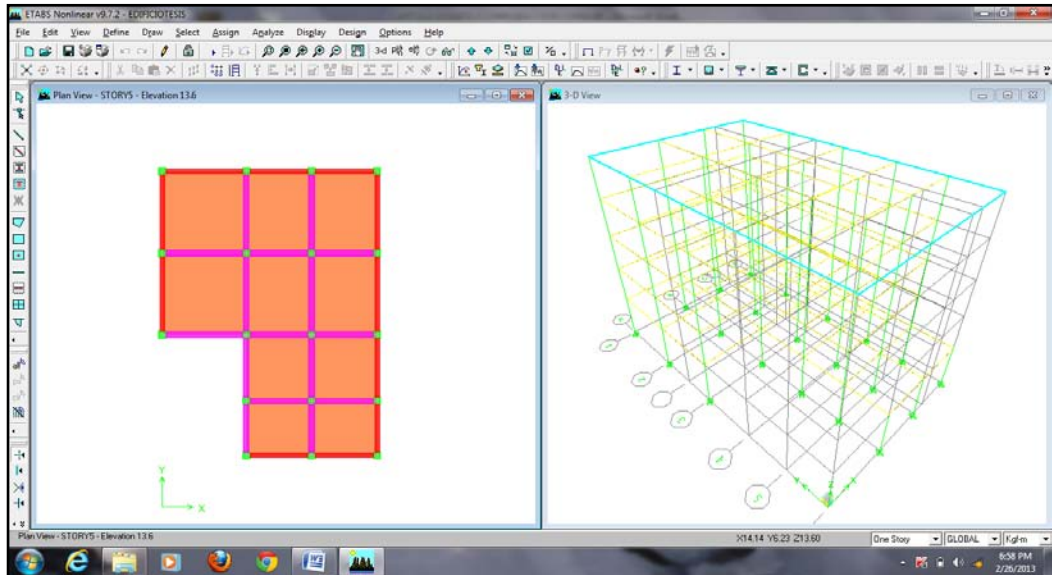 ETABS Nonlinear v9.7.2 - EDIFICIOTESIS
File Edit View Define Draw Select Assign Analyze Display Design Options Help
3-d
Plan View - STORY5 - Elevation 13.6
3-D View
Y
X
Plan View - STORY5 - Elevation 13.6
X14.14 Y6.23 Z13.60
One Story
GLOBAL
Kgf-m
6:58 PM
2/26/2013